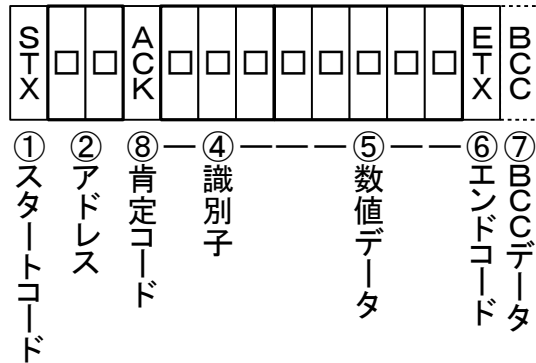 STX □ □ ACK □ □ □ □ □ □ □ □ ETX BCC
① ② ⑧ ④ ⑤ ⑥ ⑦
スタートコード
アドレス
肯定コード
識別子
数値データ
エンドコード
BCCデータ